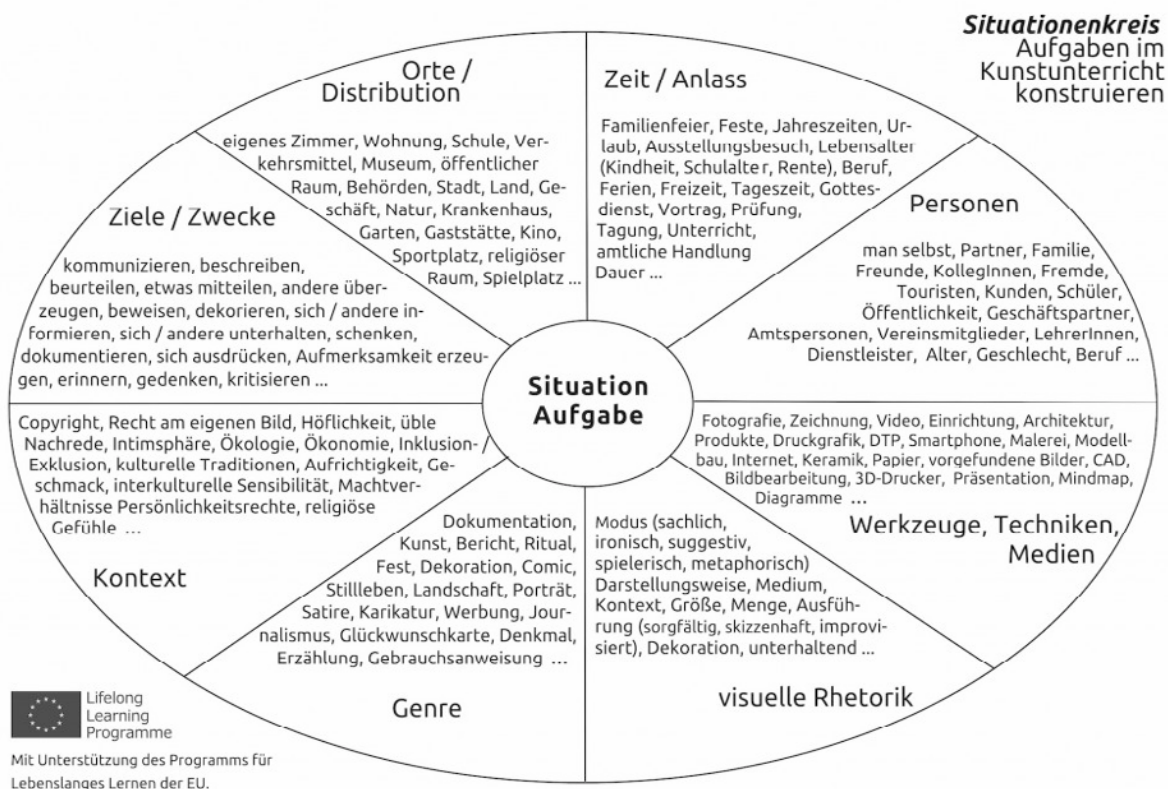 Situationenkreis
Aufgaben im
Kunstunterricht
konstruieren
Orte /
Distribution
eigenes Zimmer, Wohnung, Schule, Ver-
kehrsmittel, Museum, öffentlicher
Raum, Behörden, Stadt, Land, Ge-
schäft, Natur, Krankenhaus,
Garten, Gaststätte, Kino,
Sportplatz, religiöser
Raum, Spielplatz ...
Zeit / Anlass
Familienfeier, Feste, Jahreszeiten, Ur-
laub, Ausstellungsbesuch, Lebensalter
(Kindheit, Schulalter, Rente), Beruf,
Ferien, Freizeit, Tageszeit, Gottes-
dienst, Vortrag, Prüfung,
Tagung, Unterricht,
amtliche Handlung
Dauer ...
Ziele / Zwecke
kommunizieren, beschreiben,
beurteilen, etwas mitteilen, andere über-
zeugen, beweisen, dekorieren, sich / andere in-
formieren, sich / andere unterhalten, schenken,
dokumentieren, sich ausdrücken, Aufmerksamkeit erzeu-
gen, erinnern, gedenken, kritisieren ...
Personen
man selbst, Partner, Familie,
Freunde, KollegInnen, Fremde,
Touristen, Kunden, Schüler,
Öffentlichkeit, Geschäftspartner,
Amtspersonen, Vereinsmitglieder, LehrerInnen,
Dienstleister, Alter, Geschlecht, Beruf ...
Situation
Aufgabe
Copyright, Recht am eigenen Bild, Höflichkeit, üble
Nachrede, Intimsphäre, Ökologie, Ökonomie, Inklusion-/
Exklusion, kulturelle Traditionen, Aufrichtigkeit, Ge-
schmack, interkulturelle Sensibilität, Machtver-
hältnisse Persönlichkeitsrechte, religiöse
Gefühle ...
Kontext
Fotografie, Zeichnung, Video, Einrichtung, Architektur,
Produkte, Druckgrafik, DTP, Smartphone, Malerei, Modell-
bau, Internet, Keramik, Papier, vorgefundene Bilder, CAD,
Bildbearbeitung, 3D-Drucker, Präsentation, Mindmap,
Diagramme ...
Werkzeuge, Techniken,
Medien
Dokumentation,
Kunst, Bericht, Ritual,
Fest, Dekoration, Comic,
Stillleben, Landschaft, Porträt,
Satire, Karikatur, Werbung, Jour-
nalismus, Glückwunschkarte, Denkmal,
Erzählung, Gebrauchsanweisung ...
Genre
Modus (sachlich,
ironisch, suggestiv,
spielerisch, metaphorisch)
Darstellungsweise, Medium,
Kontext, Größe, Menge, Ausfüh-
rung (sorgfältig, skizzenhaft, improvi-
siert), Dekoration, unterhaltend ...
visuelle Rhetorik
Lifelong
Learning
Programme
Mit Unterstützung des Programms für
Lebenslanges Lernen der EU.